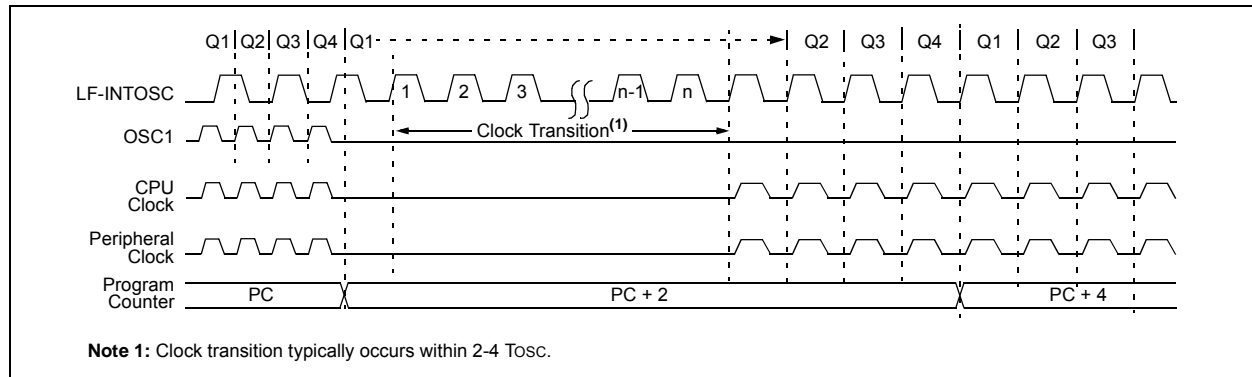 Q1 Q2 Q3 Q4 Q1 Q2 Q3 Q4 Q1 Q2 Q3
LF-INTOSC 1 2 3 n-1 n
Clock Transition(1)
OSC1
CPU
Clock
Peripheral
Clock
Program
Counter
PC PC + 2 PC + 4
Note 1: Clock transition typically occurs within 2-4 TOSC.